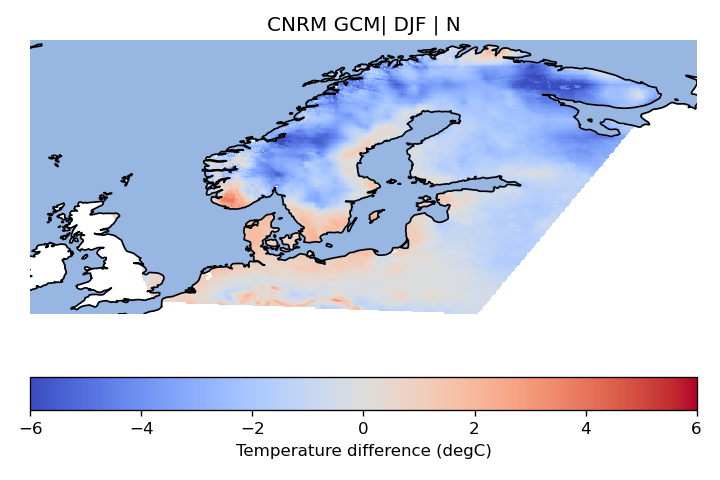 CNRM GCM| DJF | N
−6 −4 −2 0 2 4 6
Temperature difference (degC)